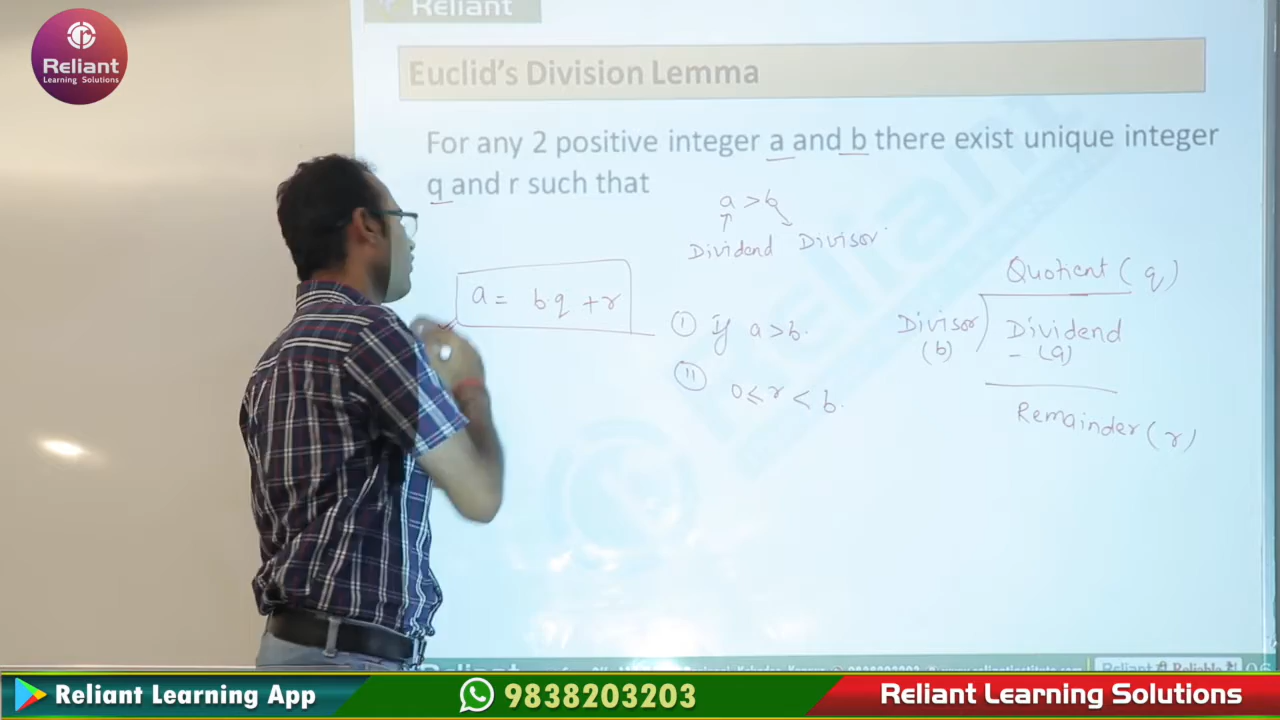 Reliant
Reliant
Learning Solutions
Euclid's Division Lemma
For any 2 positive integer a and b there exist unique integer
q and r such that
a > b
Dividend Divisor
a = b.q + r
I If a > b.
II 0 ≤ r < b.
Quotient (q)
Divisor Dividend
(b) - (a)
Remainder (r)
Reliant Learning App
9838203203
Reliant Learning Solutions